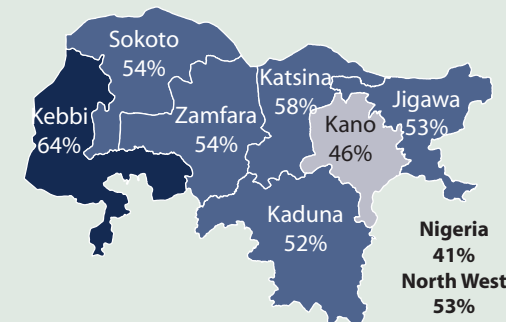 Sokoto
54%
Kebbi
64%
Zamfara
54%
Katsina
58%
Kano
46%
Jigawa
53%
Kaduna
52%
Nigeria
41%
North West
53%